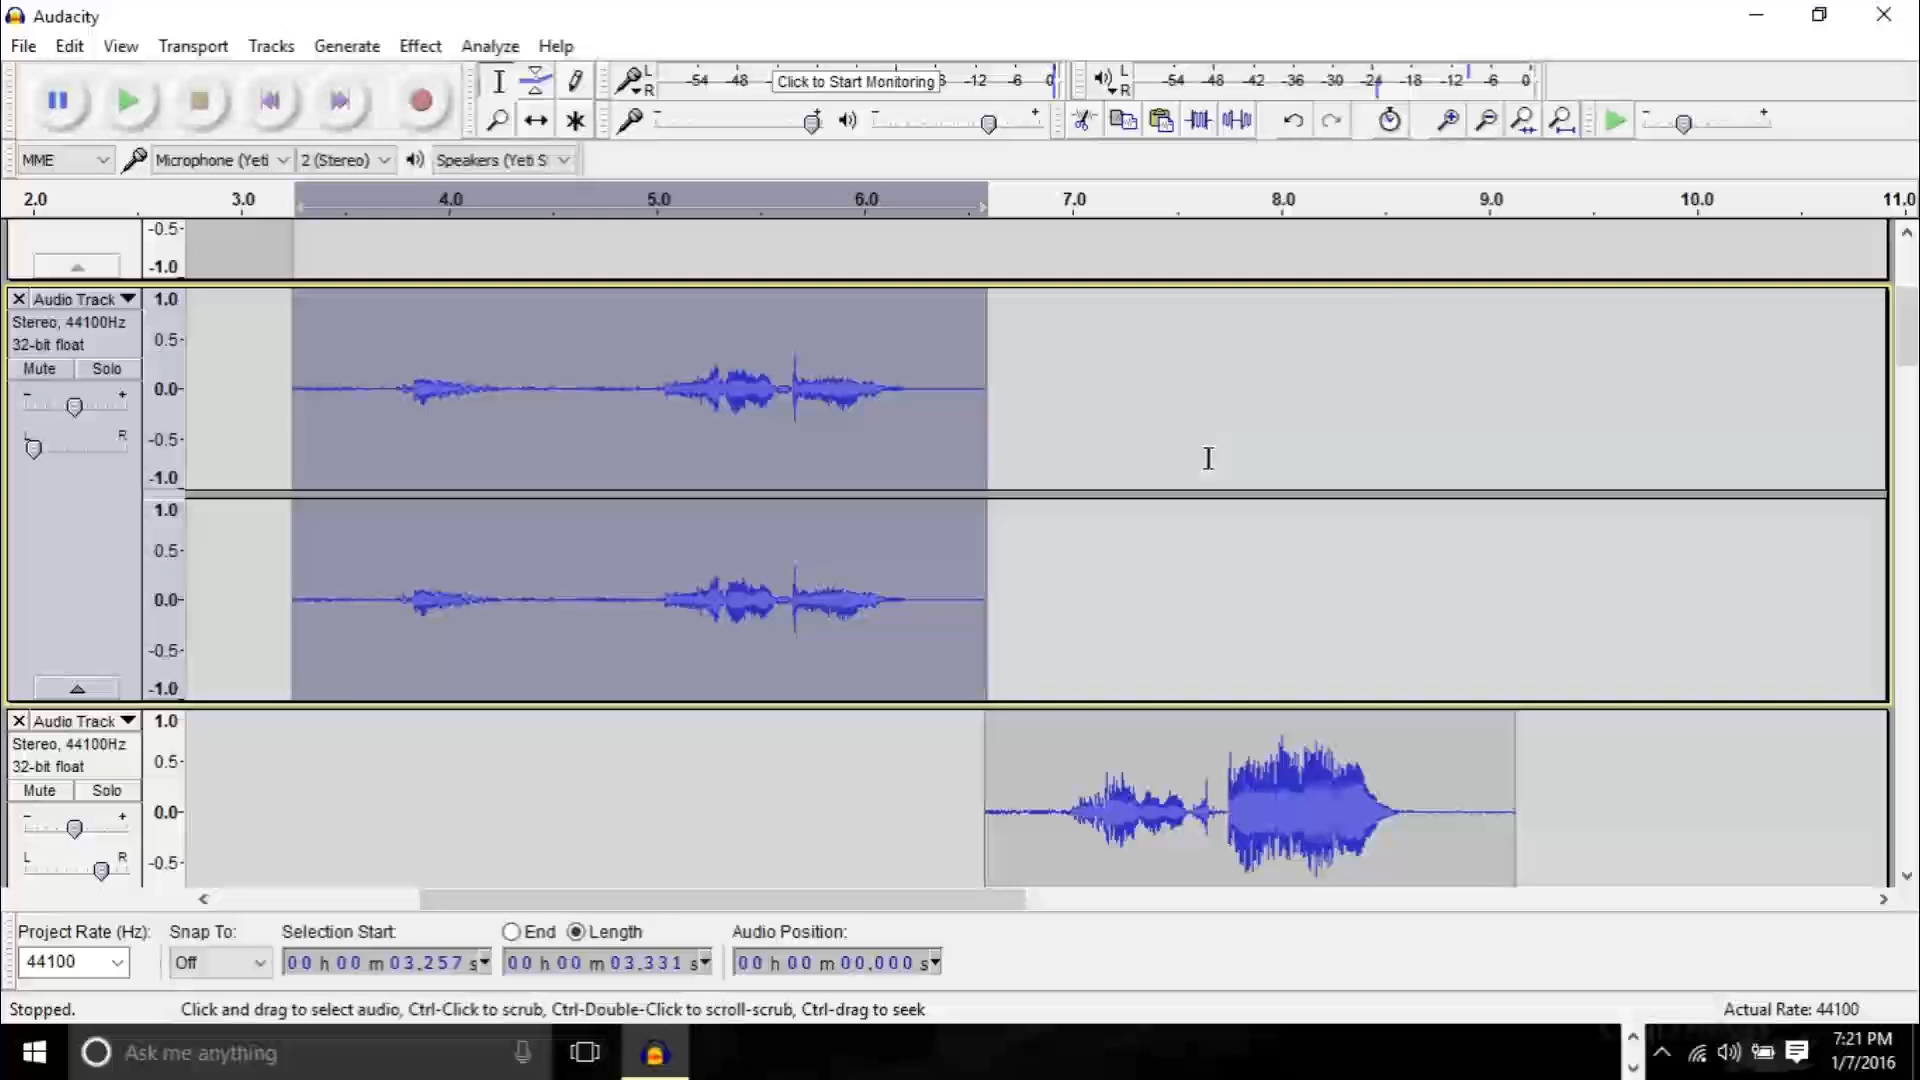 Audacity
File Edit View Transport Tracks Generate Effect Analyze Help
L R -54 -48 Click to Start Monitoring -12 -6 0 L R -54 -48 -42 -36 -30 -24 -18 -12 -6 0
- + - + - +
MME Microphone (Yeti 2 (Stereo) Speakers (Yeti S
2.0 3.0 4.0 5.0 6.0 7.0 8.0 9.0 10.0 11.0
-0.5-
-1.0
X Audio Track 1.0
Stereo, 44100Hz
32-bit float 0.5-
Mute Solo
- + 0.0-
L R -0.5-
-1.0
1.0
0.5-
0.0-
-0.5-
-1.0
X Audio Track 1.0
Stereo, 44100Hz
32-bit float 0.5-
Mute Solo
- + 0.0-
L R -0.5-
Project Rate (Hz): Snap To: Selection Start: End Length Audio Position:
44100 Off 00 h 00 m 03.257 s 00 h 00 m 03.331 s 00 h 00 m 00.000 s
Stopped. Click and drag to select audio, Ctrl-Click to scrub, Ctrl-Double-Click to scroll-scrub, Ctrl-drag to seek Actual Rate: 44100
Ask me anything 7:21 PM
1/7/2016